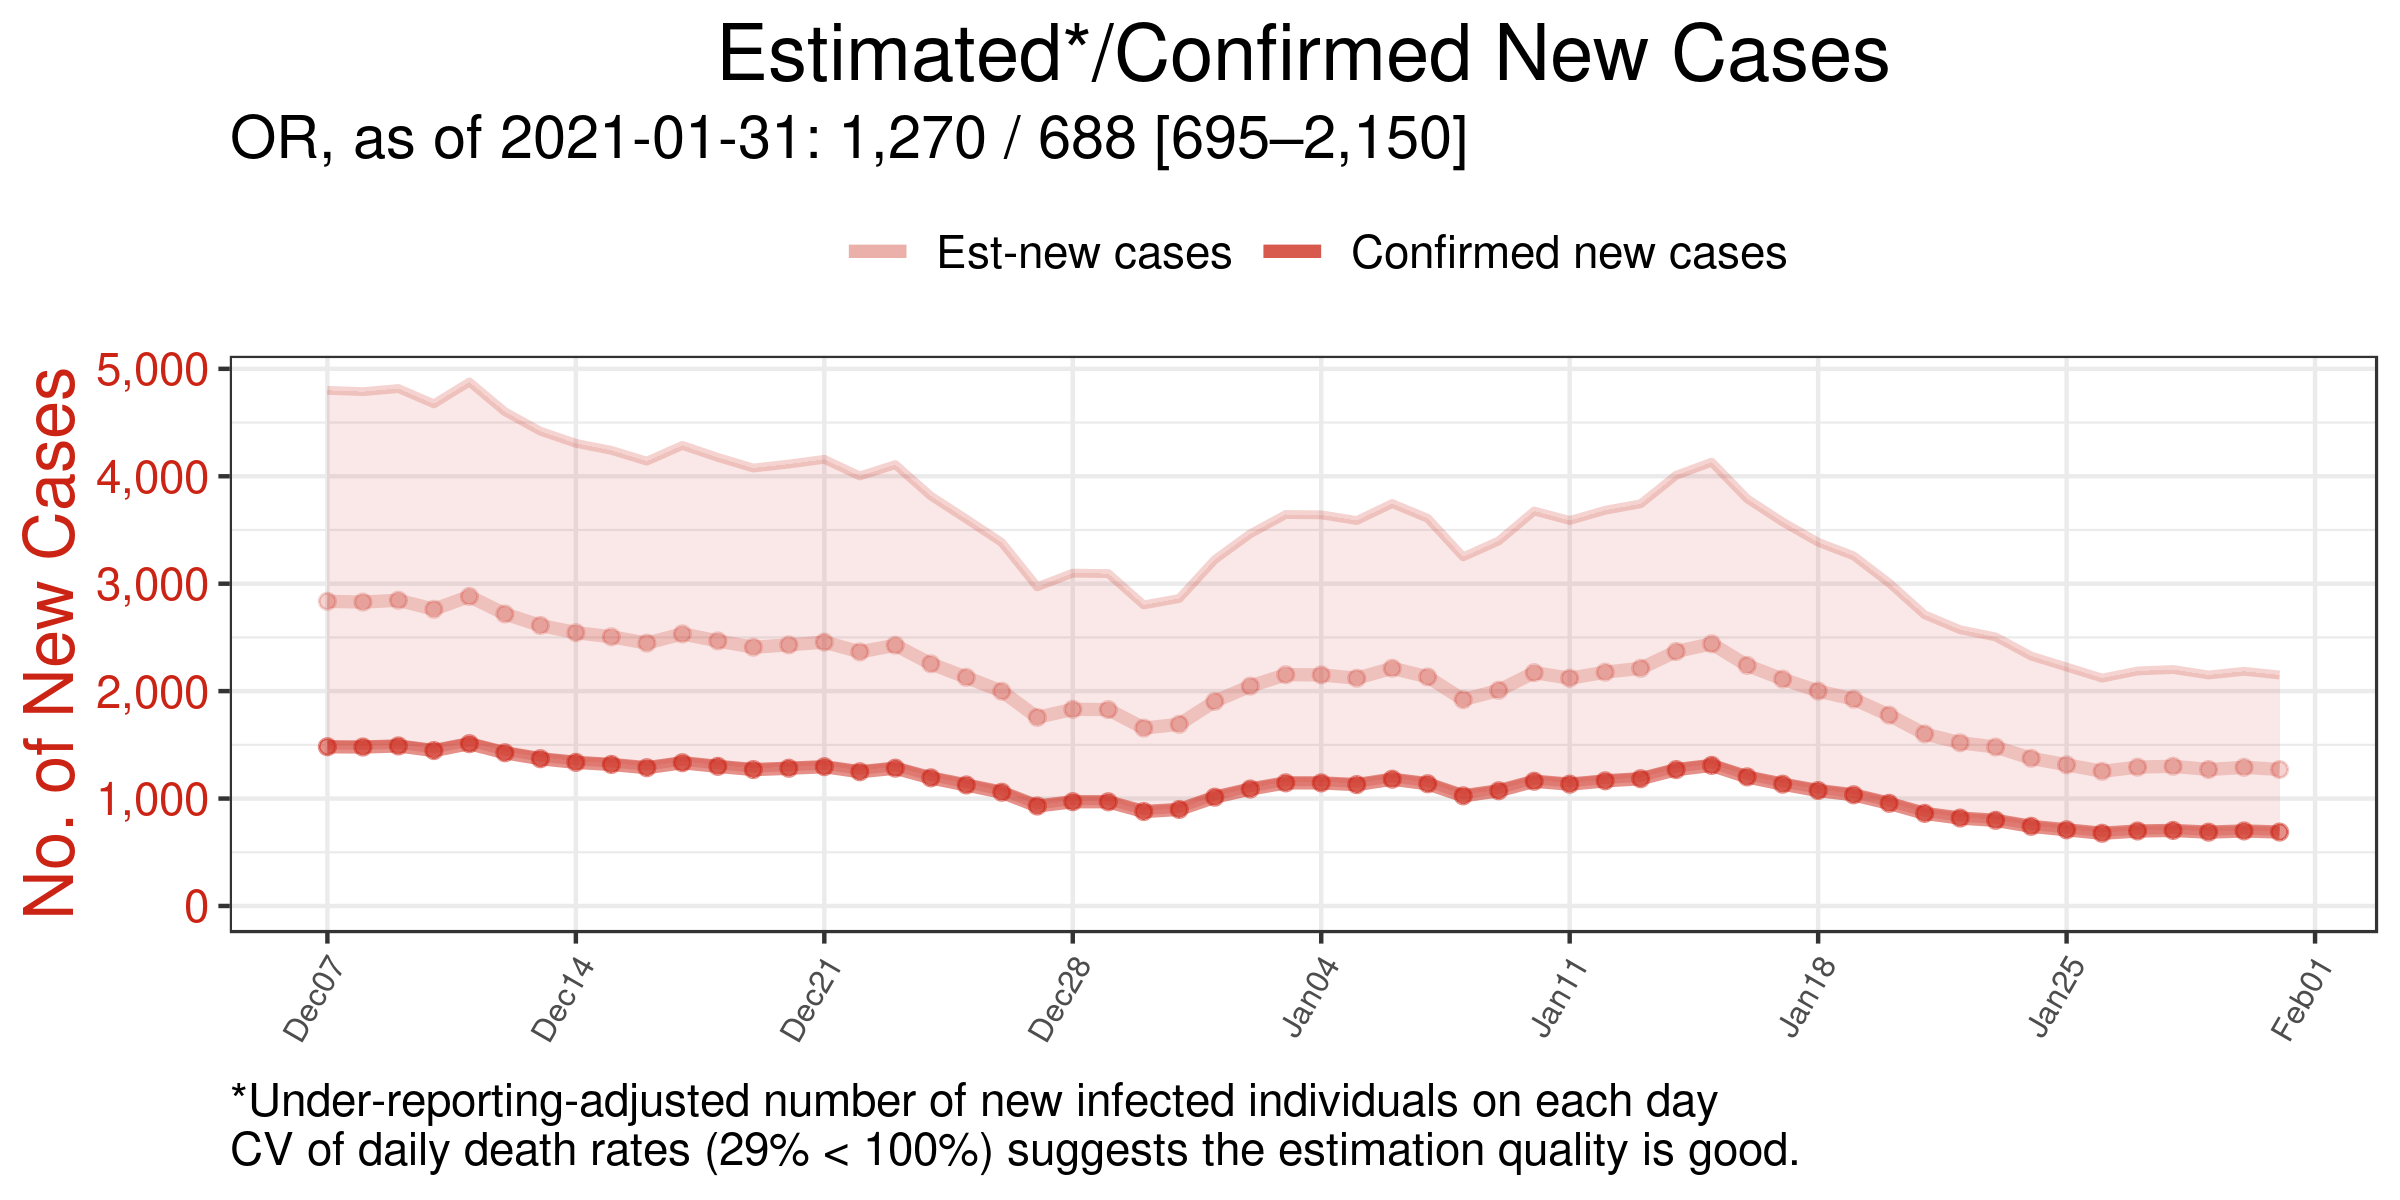 Estimated*/Confirmed New Cases
OR, as of 2021-01-31: 1,270 / 688 [695–2,150]
Est-new cases
Confirmed new cases
No. of New Cases
5,000
4,000
3,000
2,000
1,000
0
Dec07
Dec14
Dec21
Dec28
Jan04
Jan11
Jan18
Jan25
Feb01
*Under-reporting-adjusted number of new infected individuals on each day
CV of daily death rates (29% < 100%) suggests the estimation quality is good.